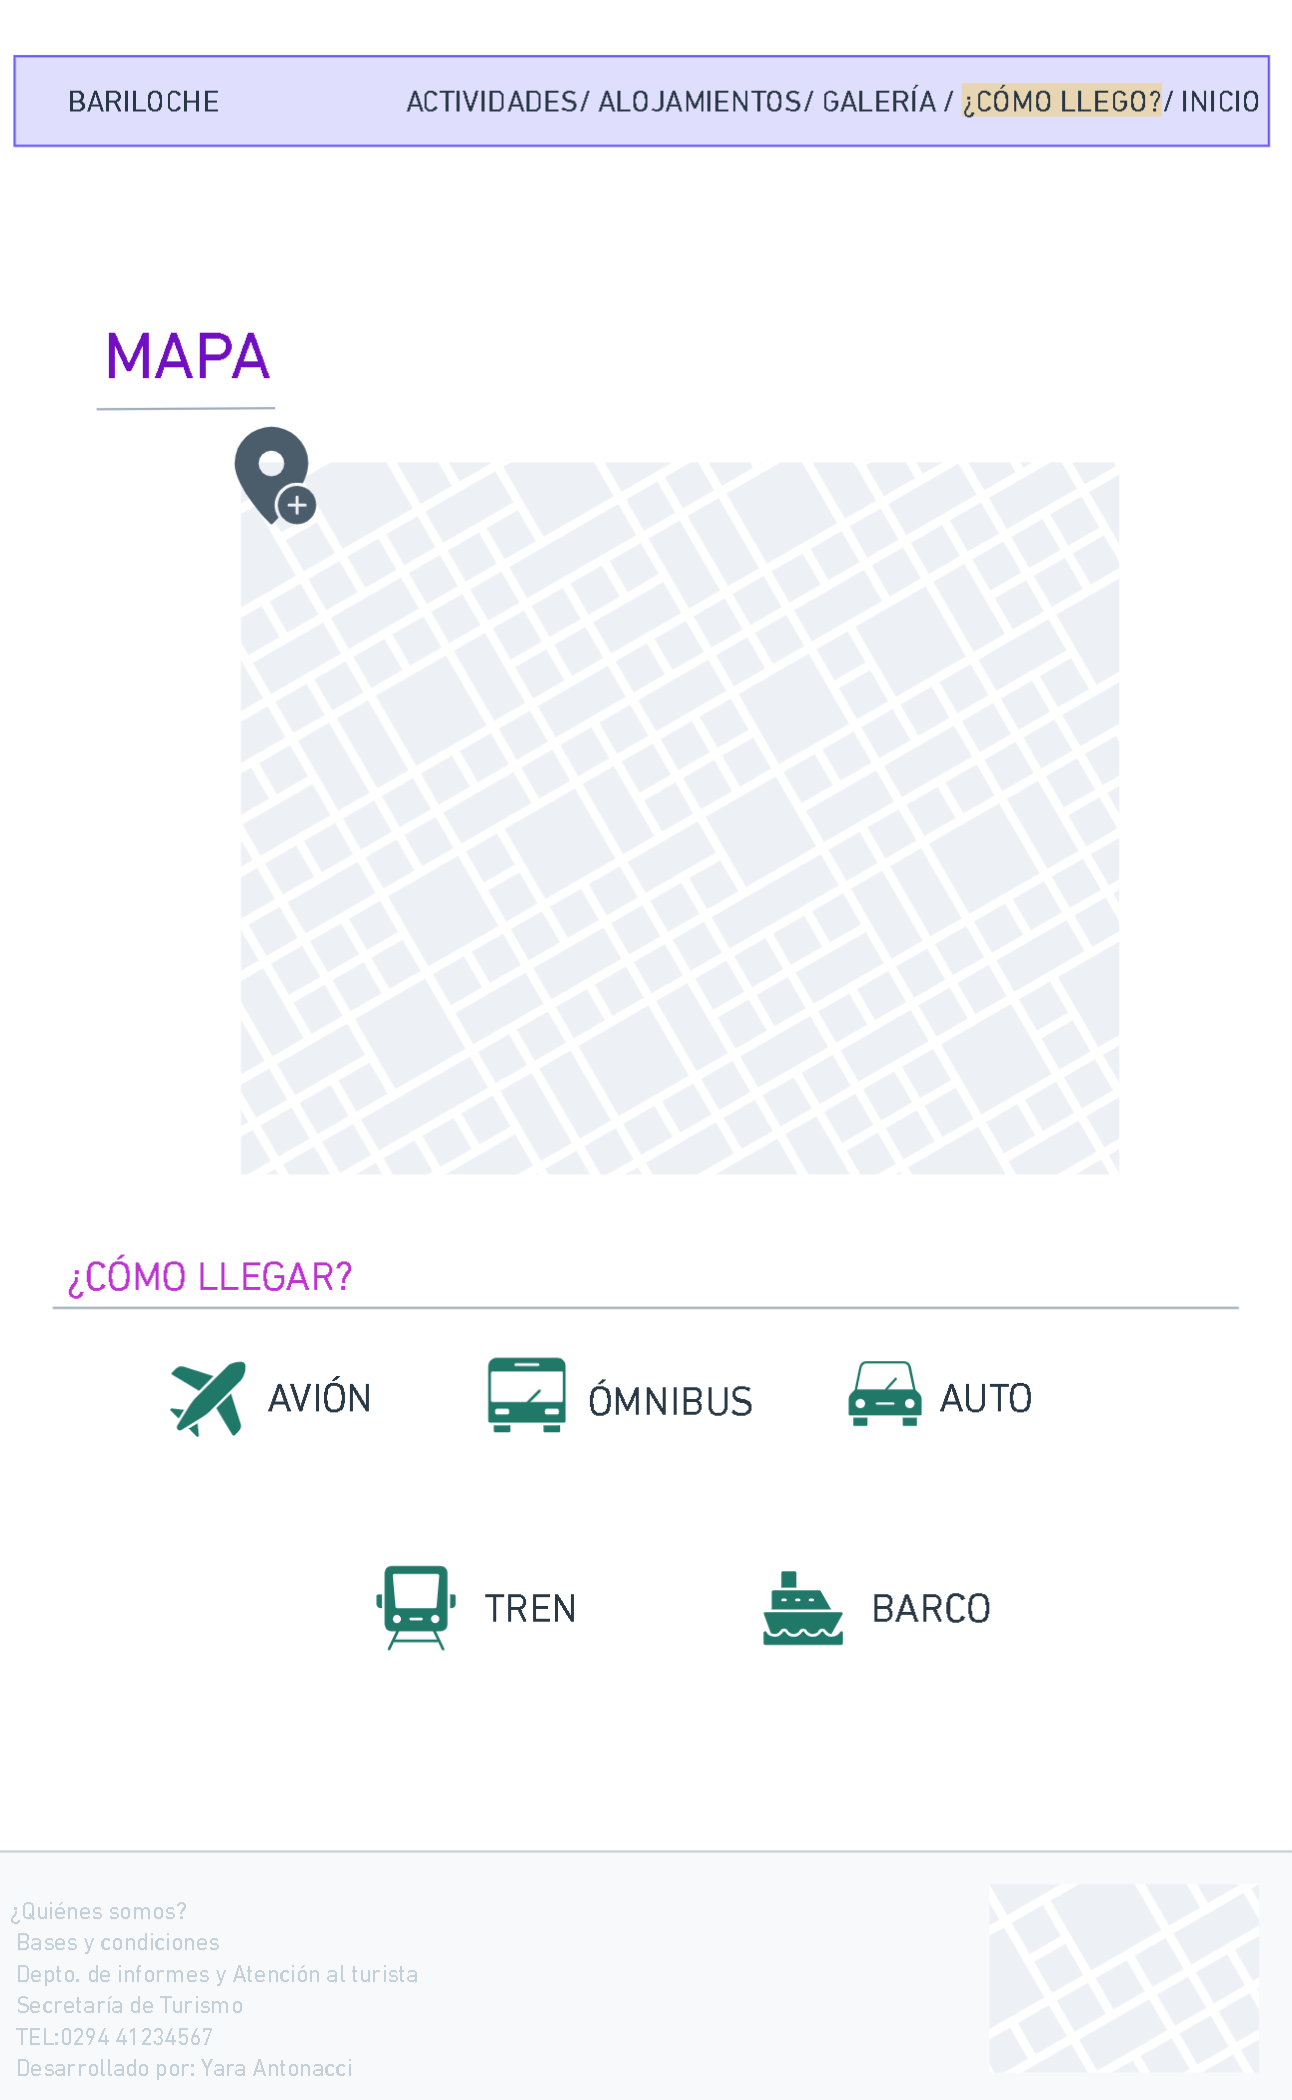 BARILOCHE
ACTIVIDADES/ ALOJAMIENTOS/ GALERÍA / ¿CÓMO LLEGO?/ INICIO
MAPA
¿CÓMO LLEGAR?
AVIÓN
ÓMNIBUS
AUTO
TREN
BARCO
¿Quiénes somos?
Bases y condiciones
Depto. de informes y Atención al turista
Secretaría de Turismo
TEL:0294 41234567
Desarrollado por: Yara Antonacci